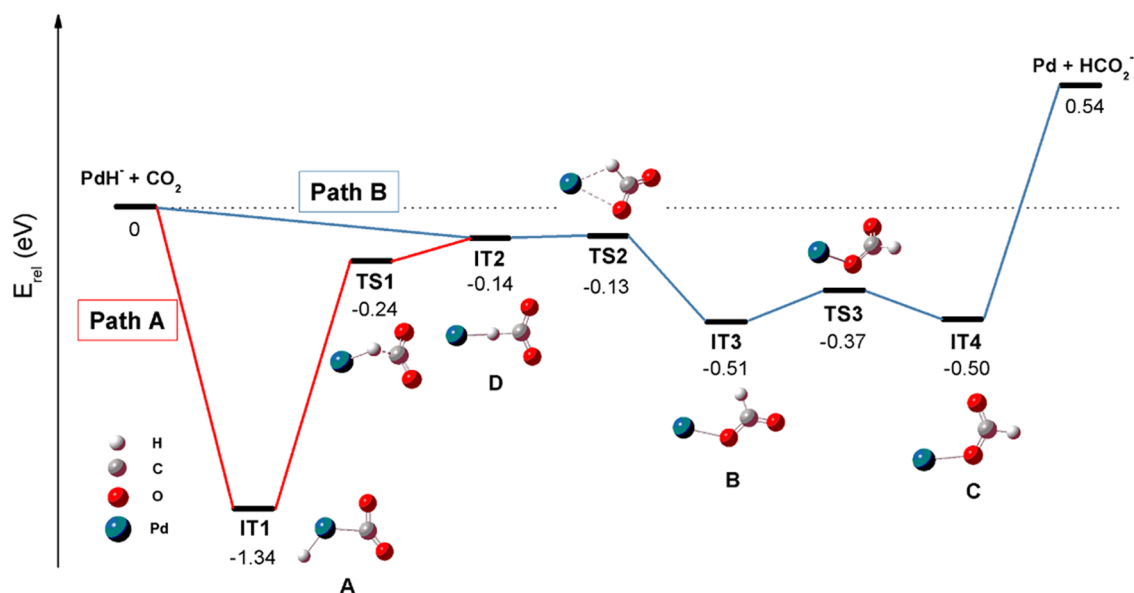 Pd + HCO2-
0.54
PdH- + CO2
0
Path B
E rel (eV)
IT2
-0.14
TS2
-0.13
TS1
-0.24
Path A
D
IT3
-0.51
TS3
-0.37
IT4
-0.50
B
C
H
C
O
Pd
IT1
-1.34
A